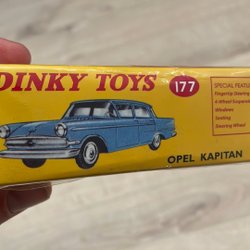 DINKY TOYS
177
SPECIAL FEATU
Fingertip Steering
4-Wheel Suspensi
Windows
Seating
Steering Wheel
OPEL KAPITAN